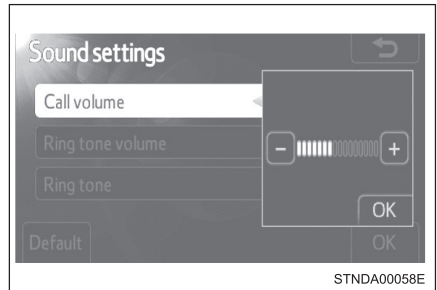 Sound settings
Call volume
Ring tone volume
- +
Ring tone
OK
Default
OK
STNDA00058E